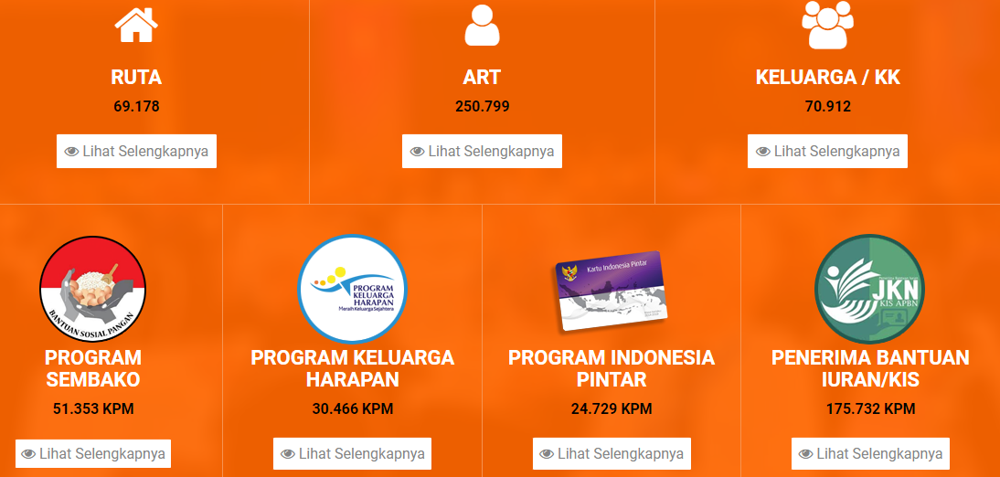 RUTA
69.178
Lihat Selengkapnya
ART
250.799
Lihat Selengkapnya
KELUARGA / KK
70.912
Lihat Selengkapnya
BANTUAN SOSIAL PANGAN
PROGRAM
SEMBAKO
51.353 KPM
Lihat Selengkapnya
PROGRAM
KELUARGA
HARAPAN
Meraih Keluarga Sejahtera
PROGRAM KELUARGA
HARAPAN
30.466 KPM
Lihat Selengkapnya
Kartu Indonesia Pintar
PROGRAM INDONESIA
PINTAR
24.729 KPM
Lihat Selengkapnya
JKN
KIS APBN
PENERIMA BANTUAN
IURAN/KIS
175.732 KPM
Lihat Selengkapnya